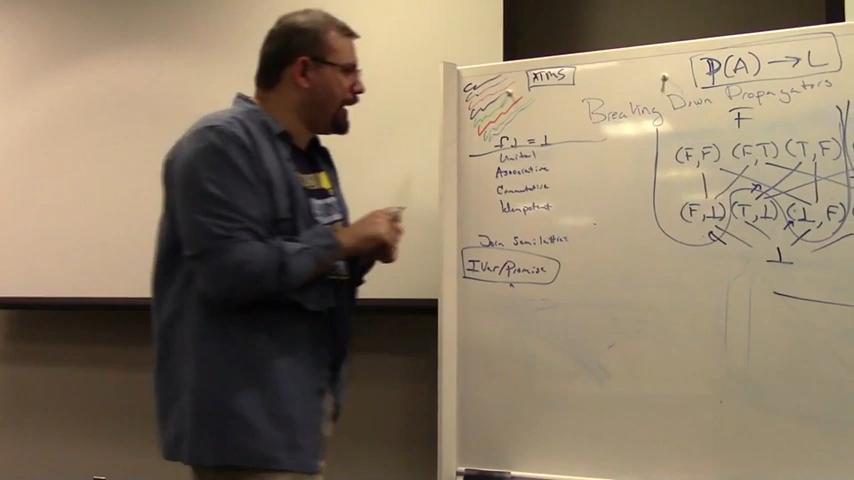 ATMS
P(A) → L
Breaking Down Propagators
f ⊥ = ⊥
Unital
Associative
Commutative
Idempotent
Join Semilattice
IVar/Promise
F
(F,F) (F,T) (T,F)
(F,⊥) (T,⊥) (⊥,F)
⊥